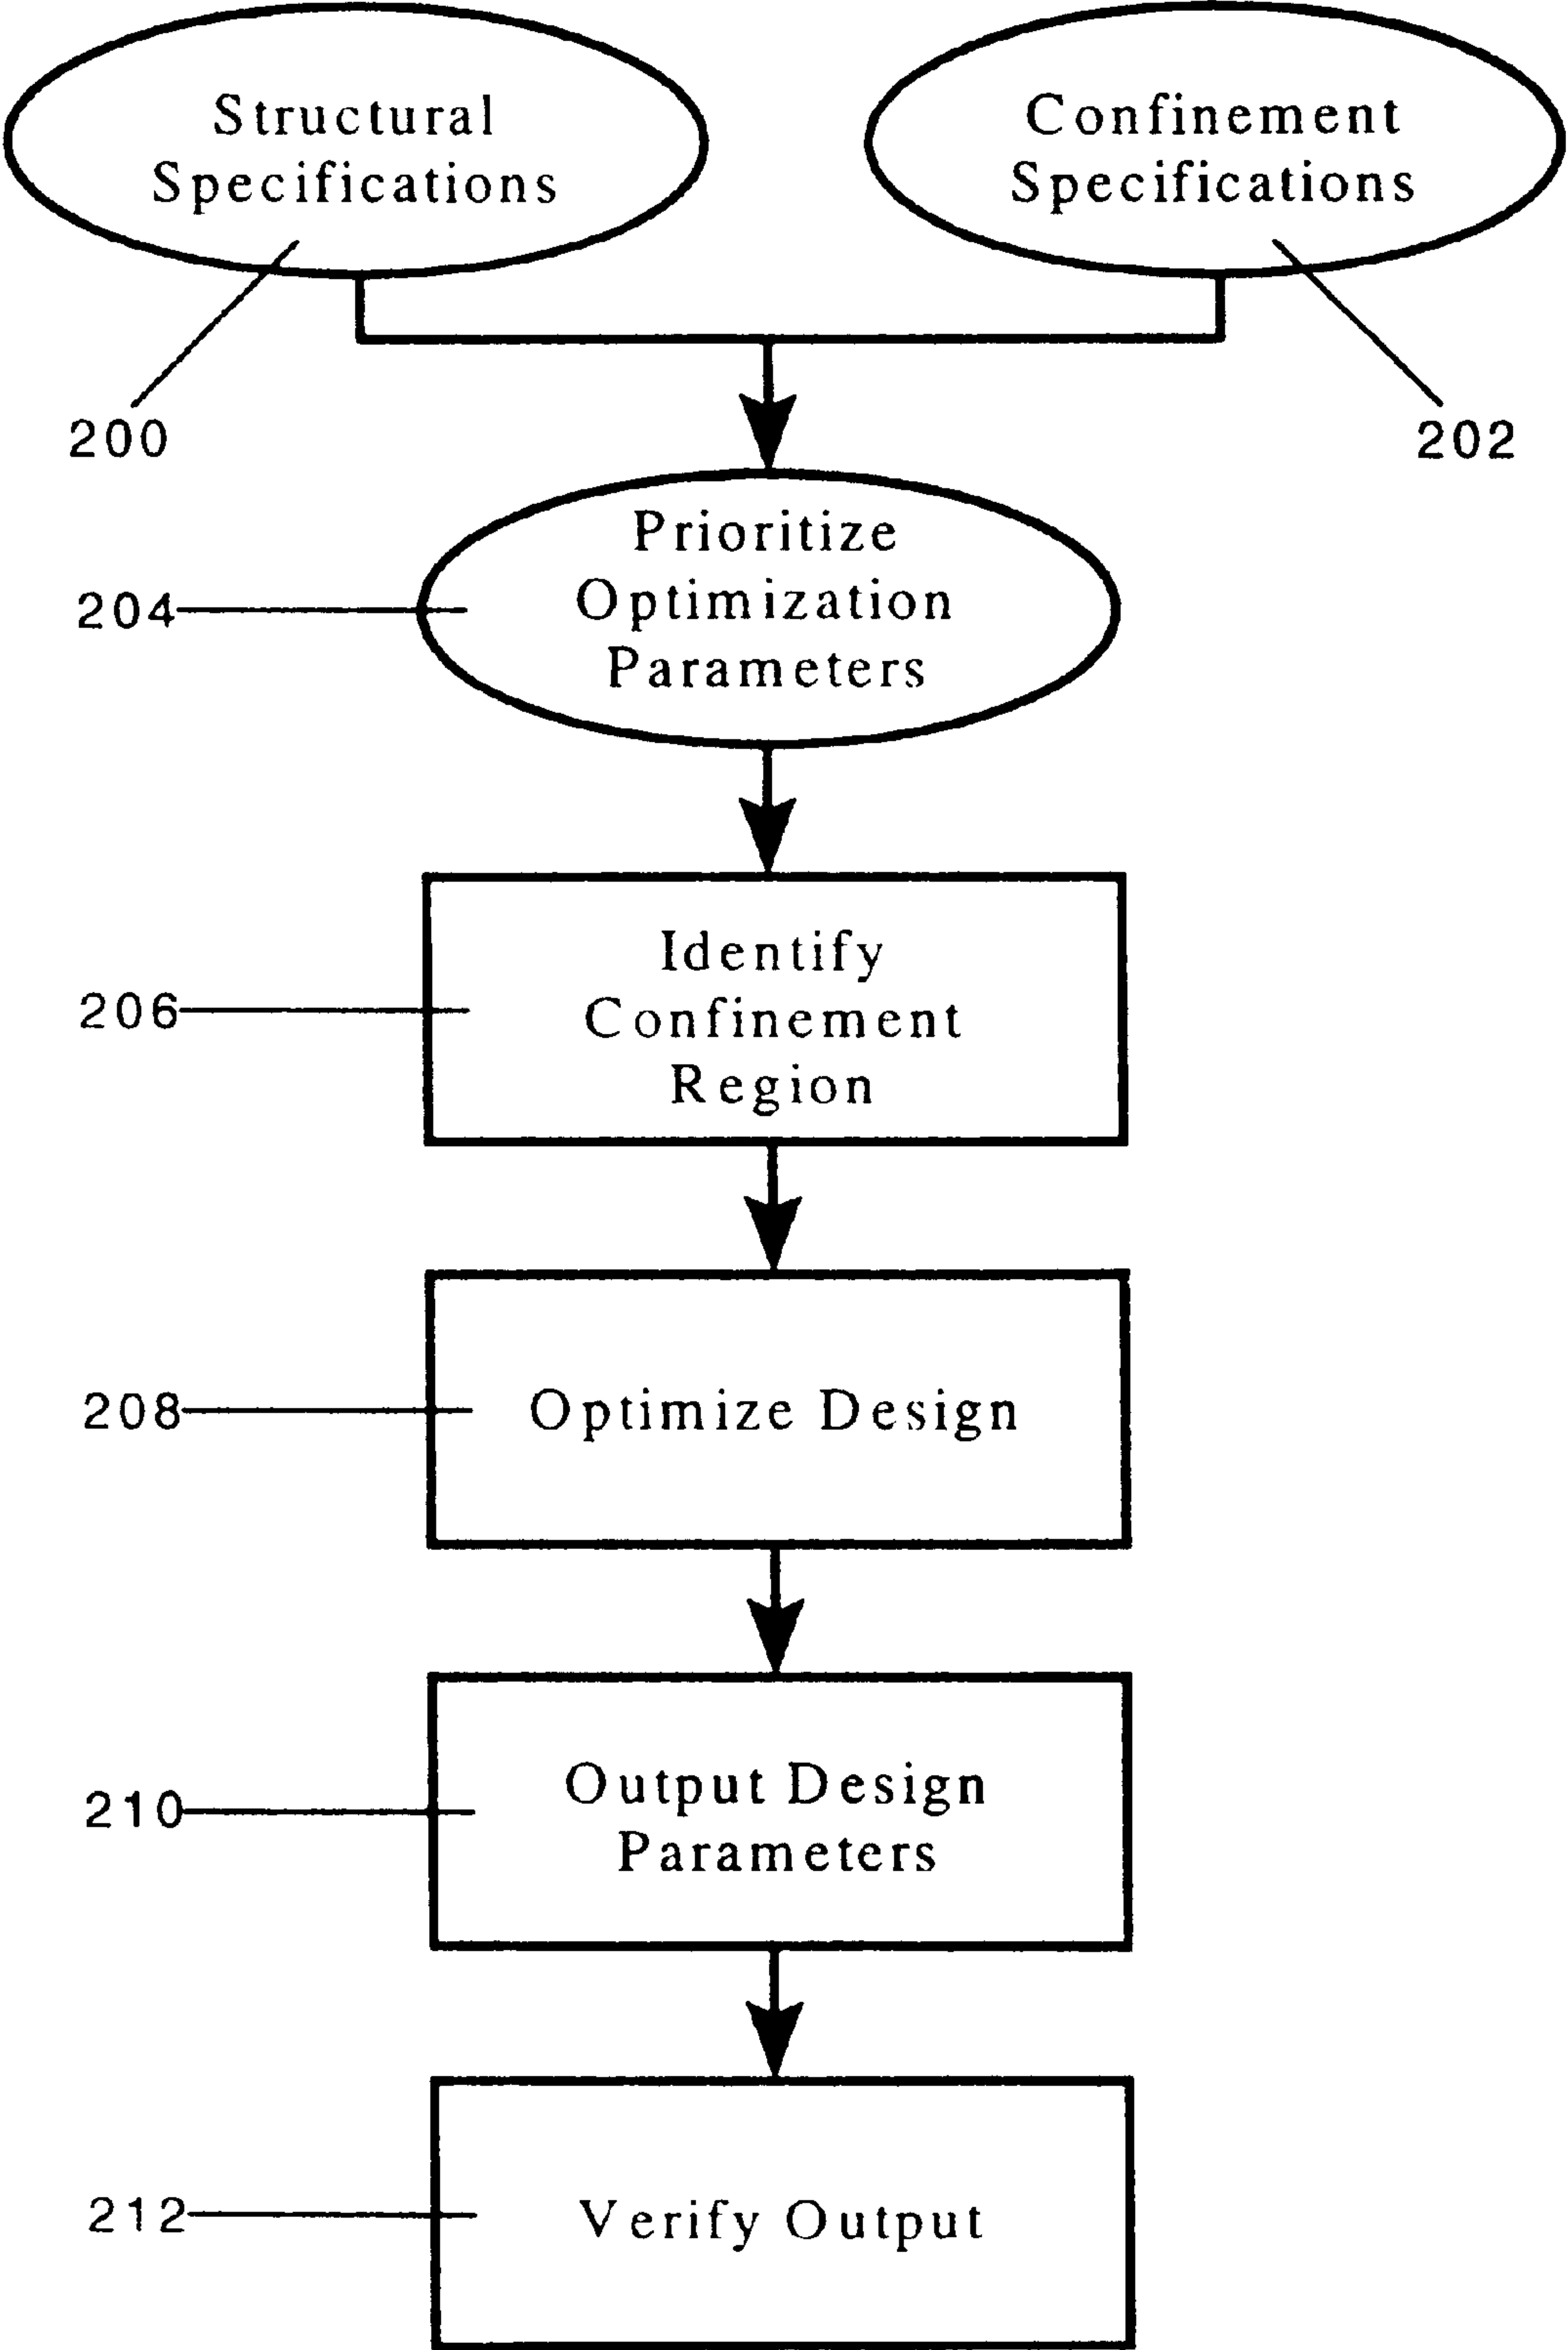 Structural
Specifications
Confinement
Specifications
200
202
Prioritize
Optimization
Parameters
204
Identify
Confinement
Region
206
Optimize Design
208
Output Design
Parameters
210
Verify Output
212